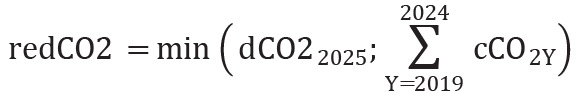 redCO2 = min ( dCO2 2025; 2024 ∑ Y=2019 cCO2Y )